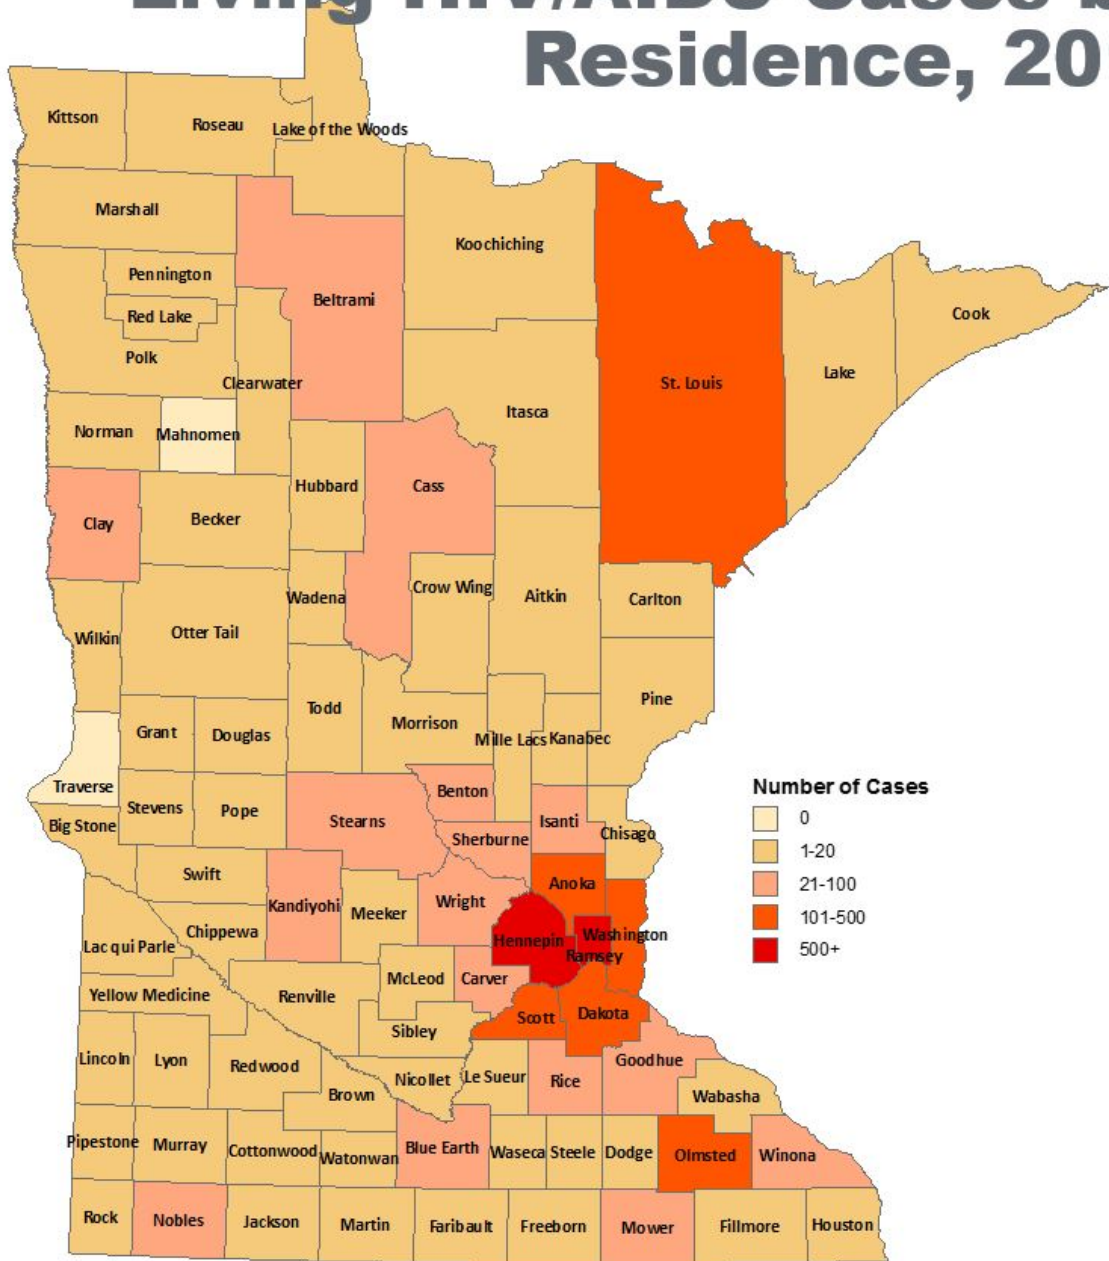 Living HIV/AIDS Cases b
Residence, 20
Kittson
Roseau
Lake of the Woods
Marshall
Koochiching
Pennington
Beltrami
Red Lake
Cook
Polk
Lake
Clearwater
St. Louis
Itasca
Norman
Mahnomen
Hubbard
Cass
Clay
Becker
Crow Wing
Wadena
Aitkin
Carlton
Otter Tail
Wilkin
Pine
Todd
Morrison
Grant
Douglas
Mille Lacs
Kanabec
Traverse
Number of Cases
Benton
Stevens
Pope
0
Big Stone
Stearns
Isanti
Chisago
Sherburne
1-20
Swift
Anoka
21-100
Kandiyohi
Wright
Meeker
101-500
Chippewa
Washington
Hennepin
Lac qui Parle
500+
Ramsey
McLeod
Carver
Yellow Medicine
Renville
Dakota
Scott
Sibley
Lincoln
Lyon
Redwood
Goodhue
Le Sueur
Nicollet
Rice
Brown
Wabasha
Pipestone
Murray
Cottonwood
Watonwan
Blue Earth
Waseca
Steele
Dodge
Olmsted
Winona
Rock
Nobles
Jackson
Martin
Faribault
Freeborn
Mower
Fillmore
Houston